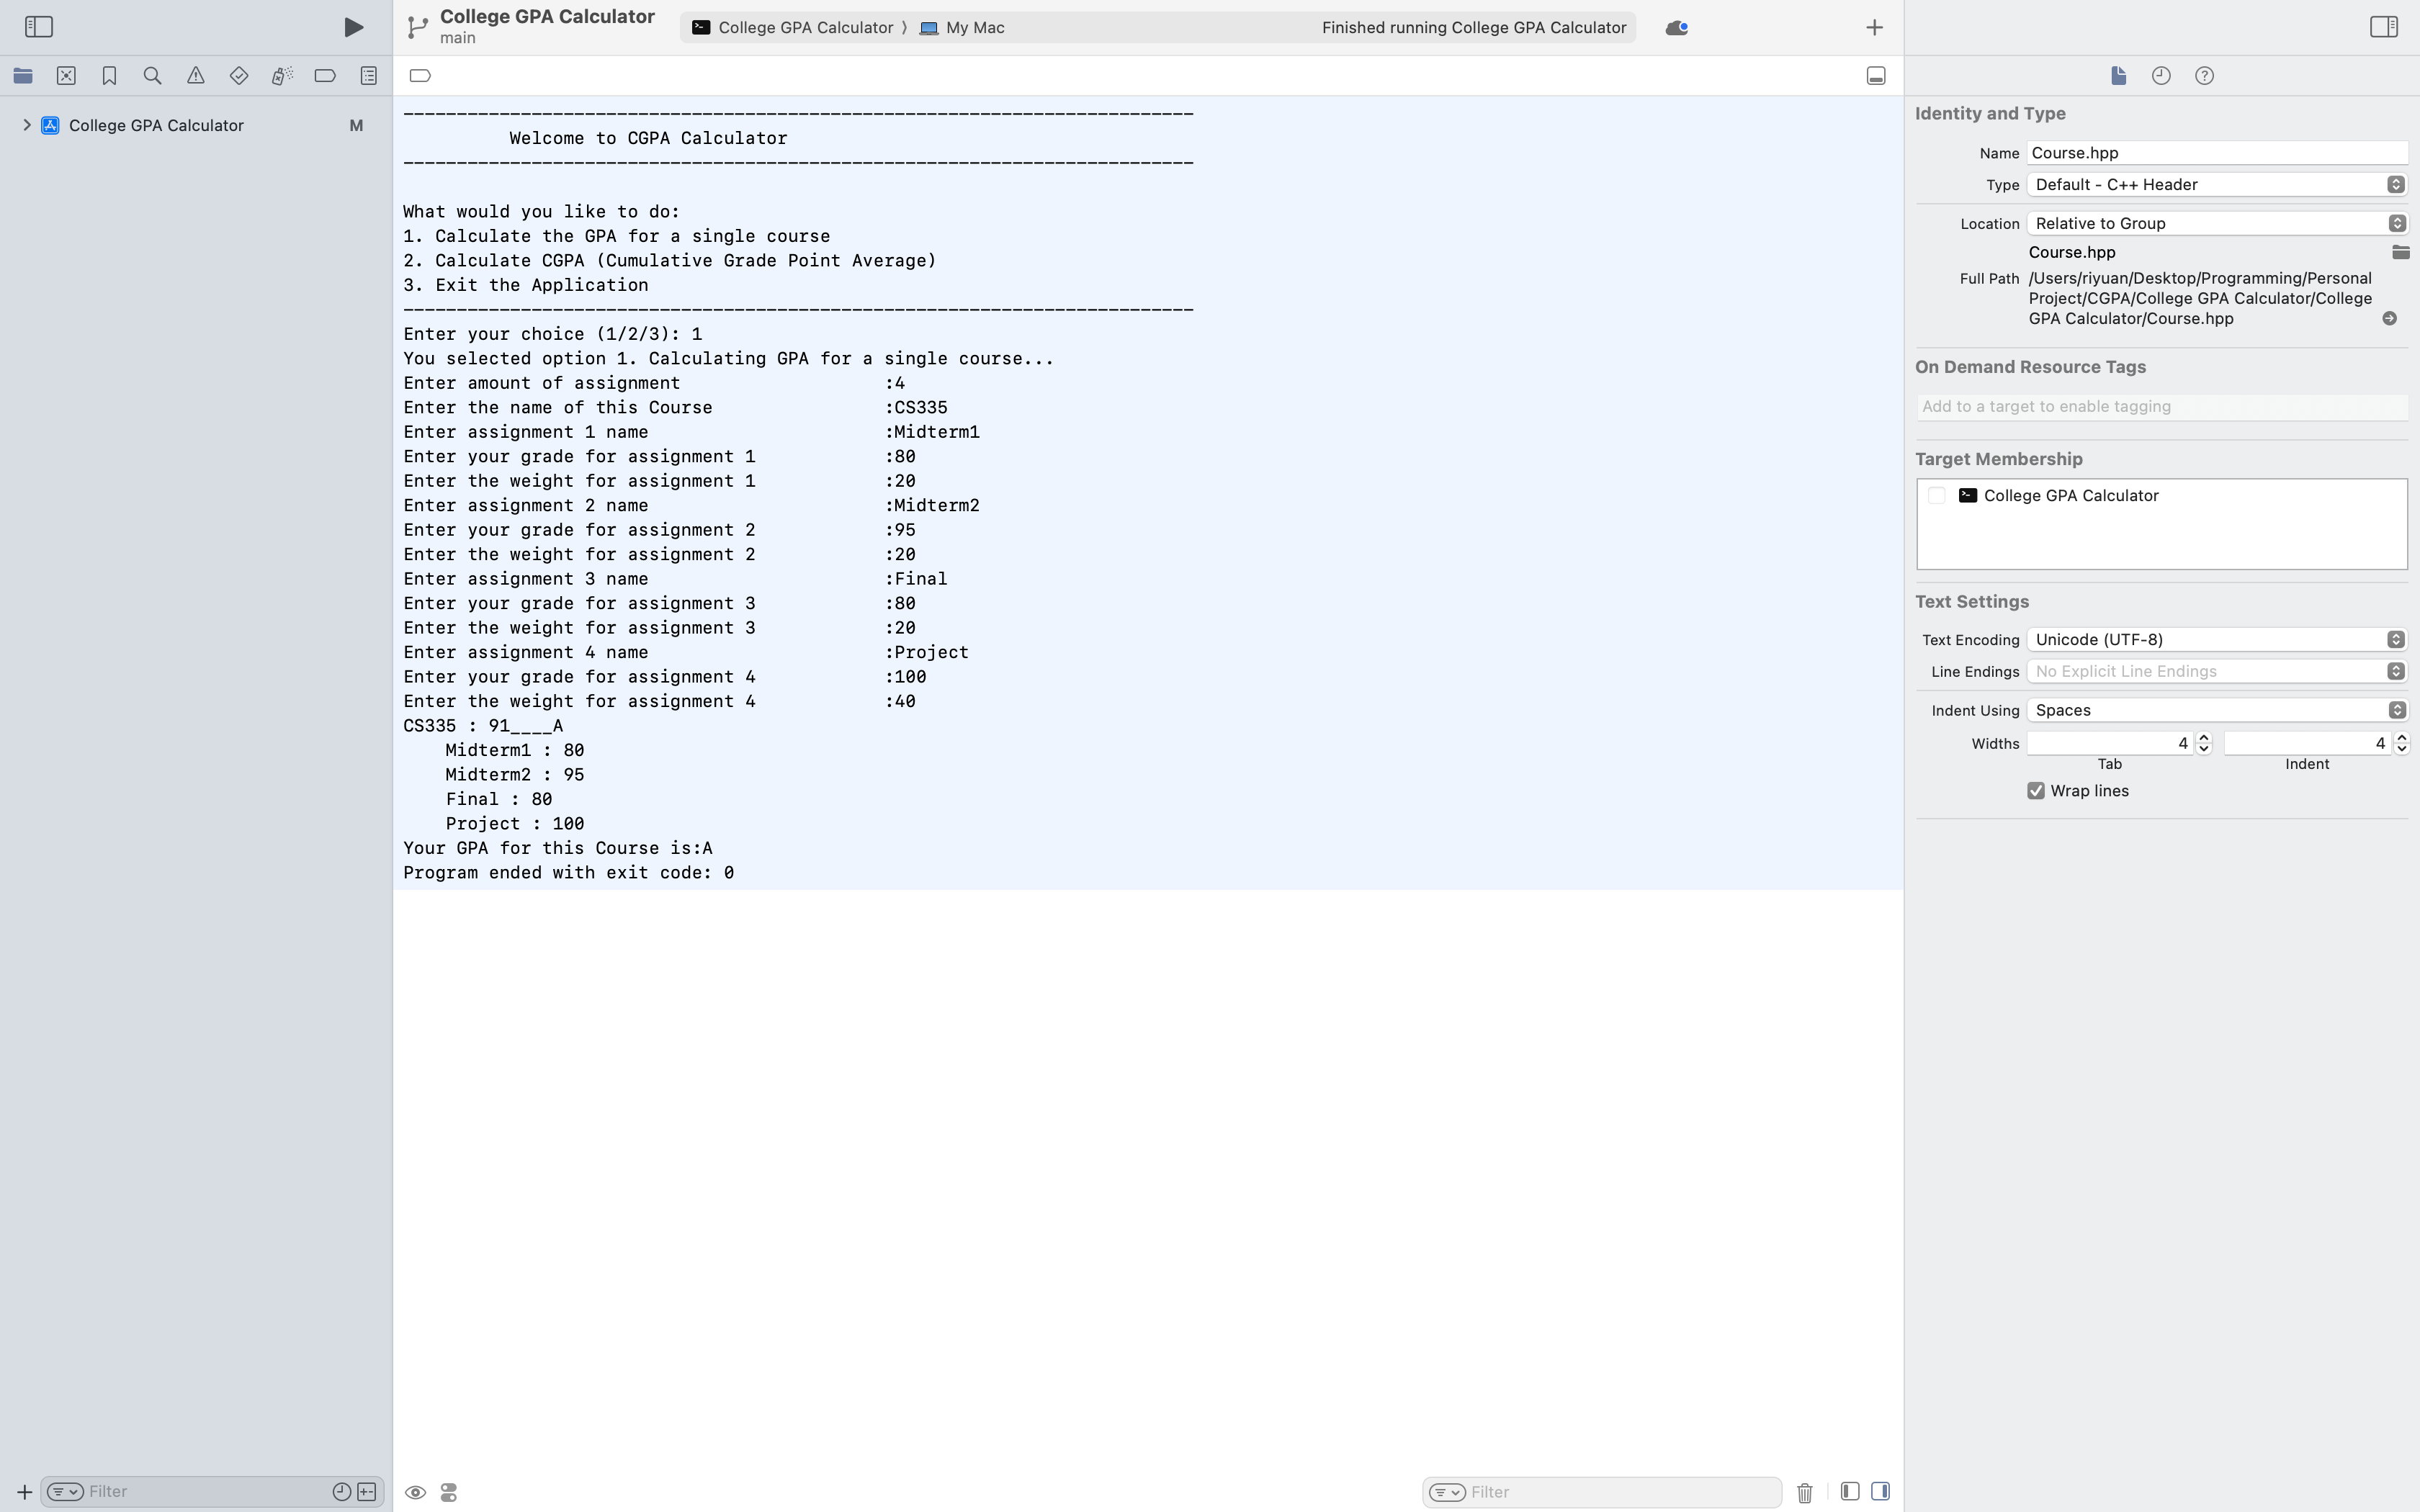 College GPA Calculator
main
College GPA Calculator 〉 My Mac
Finished running College GPA Calculator
College GPA Calculator
M
Filter
--------------------------------------------------------------------------
Welcome to CGPA Calculator
--------------------------------------------------------------------------
What would you like to do:
1. Calculate the GPA for a single course
2. Calculate CGPA (Cumulative Grade Point Average)
3. Exit the Application
--------------------------------------------------------------------------
Enter your choice (1/2/3): 1
You selected option 1. Calculating GPA for a single course...
Enter amount of assignment :4
Enter the name of this Course :CS335
Enter assignment 1 name :Midterm1
Enter your grade for assignment 1 :80
Enter the weight for assignment 1 :20
Enter assignment 2 name :Midterm2
Enter your grade for assignment 2 :95
Enter the weight for assignment 2 :20
Enter assignment 3 name :Final
Enter your grade for assignment 3 :80
Enter the weight for assignment 3 :20
Enter assignment 4 name :Project
Enter your grade for assignment 4 :100
Enter the weight for assignment 4 :40
CS335 : 91____A
Midterm1 : 80
Midterm2 : 95
Final : 80
Project : 100
Your GPA for this Course is:A
Program ended with exit code: 0
Filter
Identity and Type
Name Course.hpp
Type Default - C++ Header
Location Relative to Group
Course.hpp
Full Path /Users/riyuan/Desktop/Programming/Personal
Project/CGPA/College GPA Calculator/College
GPA Calculator/Course.hpp
On Demand Resource Tags
Add to a target to enable tagging
Target Membership
College GPA Calculator
Text Settings
Text Encoding Unicode (UTF-8)
Line Endings No Explicit Line Endings
Indent Using Spaces
Widths 4 4
Tab Indent
Wrap lines